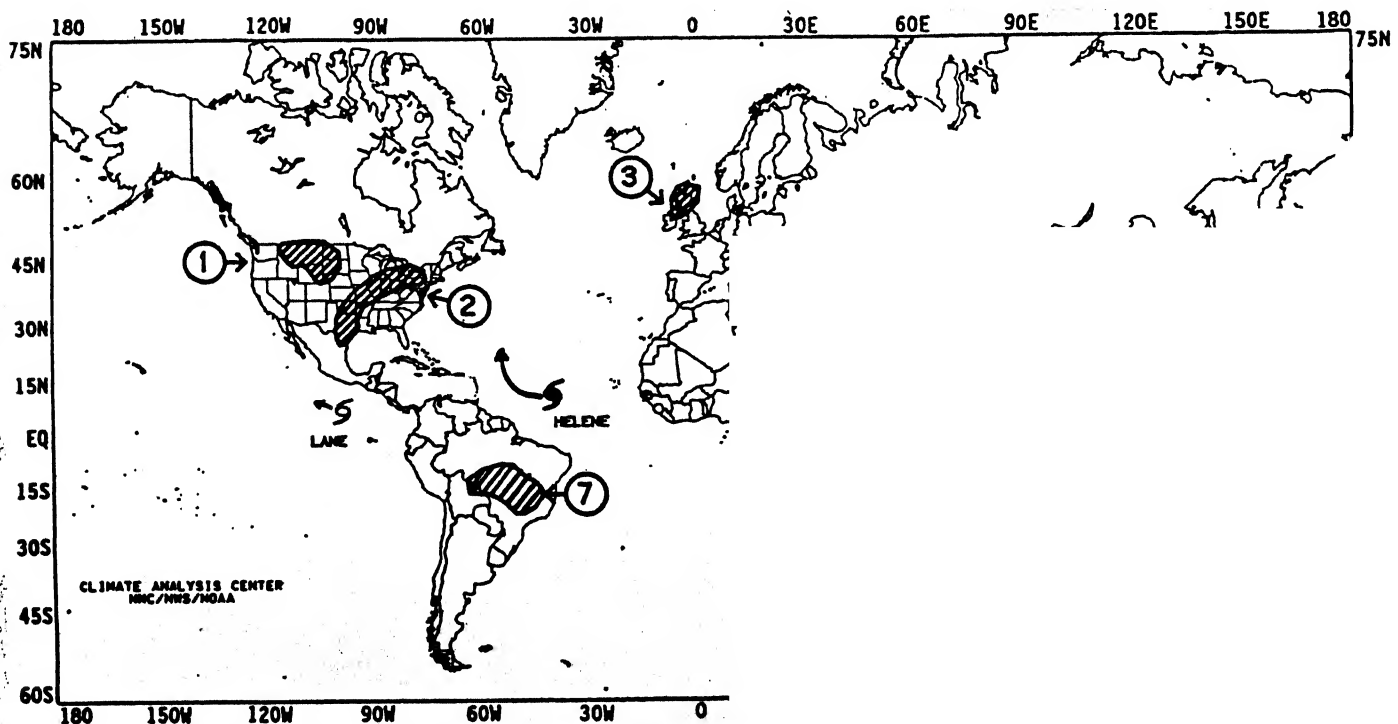 180 150W 120W 90W 60W 30W 0 30E 60E 90E 120E 150E 180
75N 75N
60N
3
1
45N
2
30N
15N
HELENE
LANE
EQ
7
15S
30S
CLIMATE ANALYSIS CENTER
NMC/NWS/NOAA
45S
60S
180 150W 120W 90W 60W 30W 0